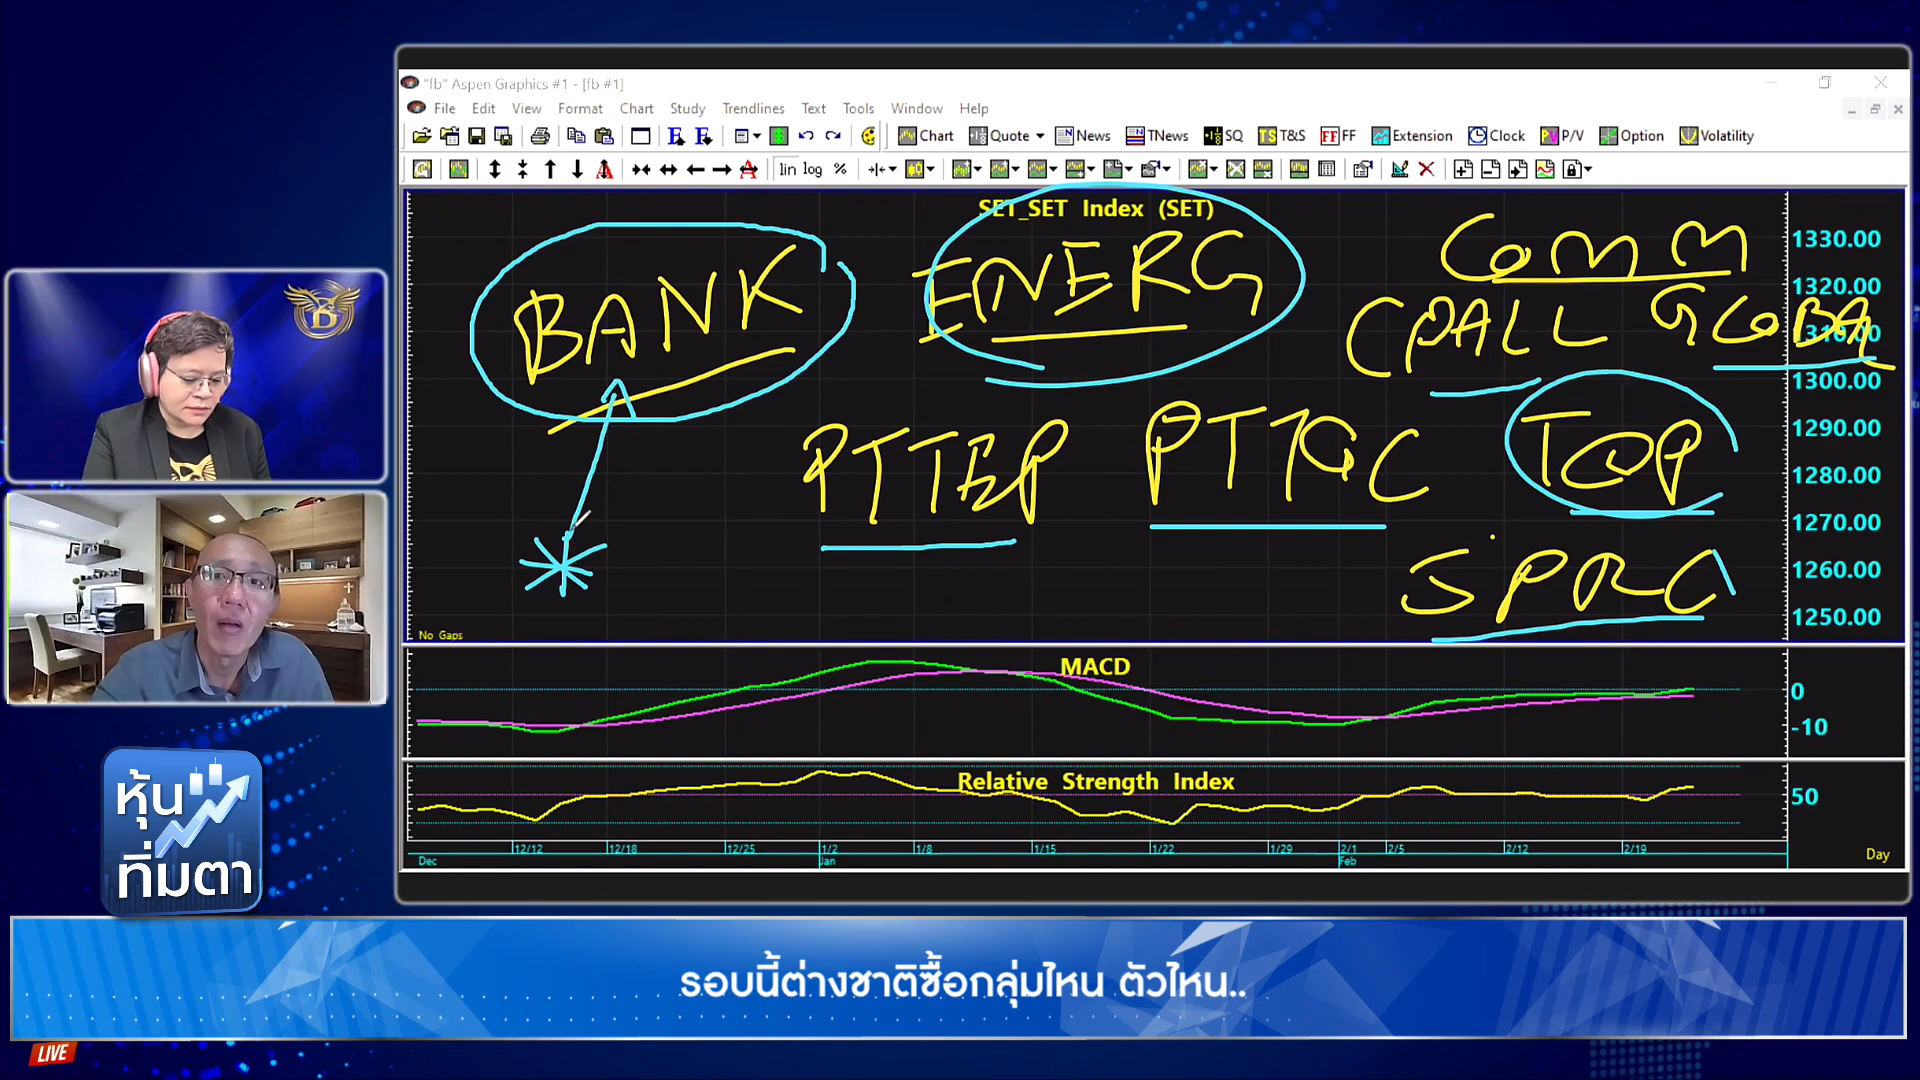 "fb" Aspen Graphics #1 - [fb #1]
File Edit View Format Chart Study Trendlines Text Tools Window Help
Chart Quote News TNews SQ TS T&S FF FF Extension Clock P/V Option Volatility
lin log %
SET_SET Index (SET)
BANK ENERG COMM
CPALL GLOBAL
PTTEP PTTGC TOP
SPRC
1330.00
1320.00
1310.00
1300.00
1290.00
1280.00
1270.00
1260.00
1250.00
No Gaps
MACD
0
-10
Relative Strength Index
50
12/12 12/18 12/25 1/2 1/8 1/15 1/22 1/29 2/1 2/5 2/12 2/19
Dec Jan Feb
Day
B
หุ้น
ทิ่มตา
รอบนี้ต่างชาติซื้อกลุ่มไหน ตัวไหน..
LIVE